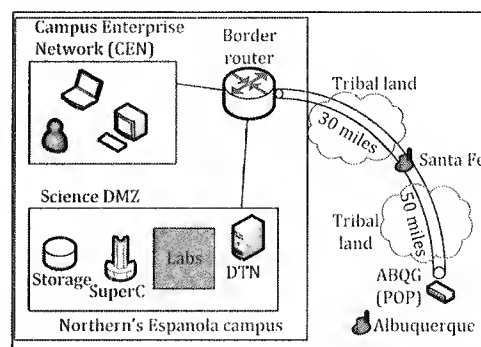 Campus Enterprise
Network (CEN)
Border
router
Tribal land
30 miles
Santa Fe
50 miles
Tribal
land
Science DMZ
Storage
SuperC
Labs
DTN
ABQG
(POP)
Albuquerque
Northern's Espanola campus